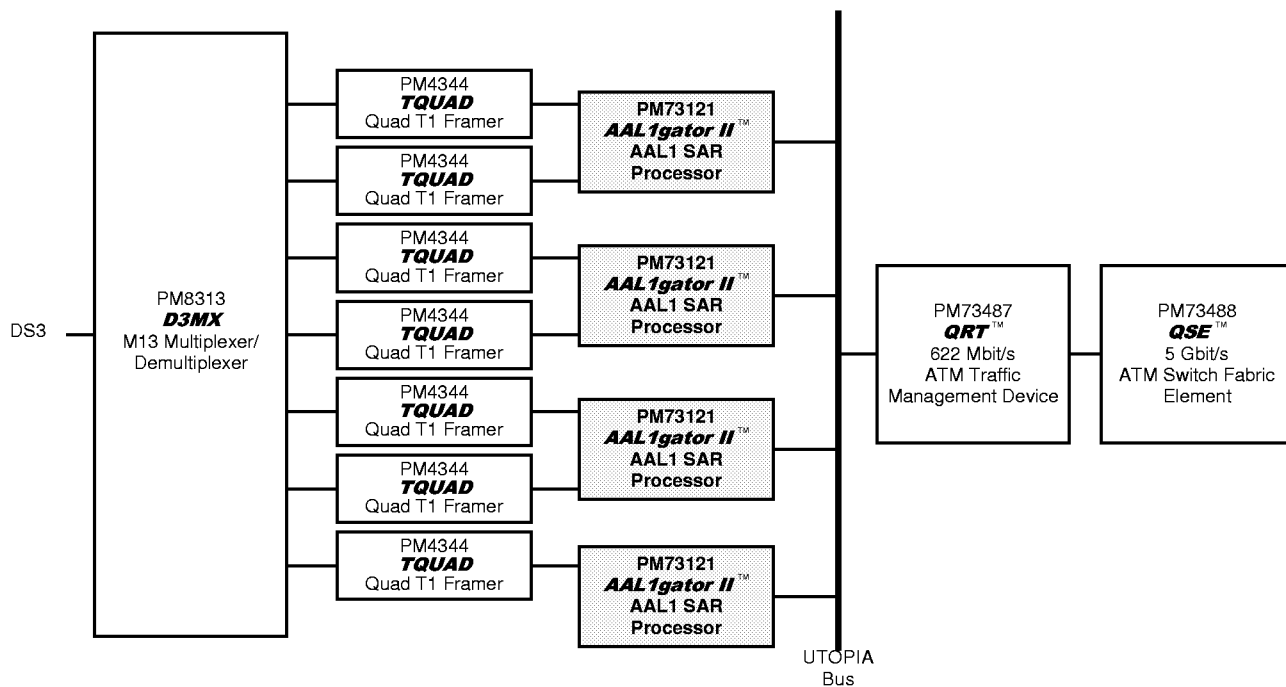 DS3
PM8313
D3MX
M13 Multiplexer/
Demultiplexer
PM4344
TQUAD
Quad T1 Framer
PM4344
TQUAD
Quad T1 Framer
PM4344
TQUAD
Quad T1 Framer
PM4344
TQUAD
Quad T1 Framer
PM4344
TQUAD
Quad T1 Framer
PM4344
TQUAD
Quad T1 Framer
PM4344
TQUAD
Quad T1 Framer
PM73121
AAL1gator II™
AAL1 SAR
Processor
PM73121
AAL1gator II™
AAL1 SAR
Processor
PM73121
AAL1gator II™
AAL1 SAR
Processor
PM73121
AAL1gator II™
AAL1 SAR
Processor
UTOPIA
Bus
PM73487
QRT™
622 Mbit/s
ATM Traffic
Management Device
PM73488
QSE™
5 Gbit/s
ATM Switch Fabric
Element